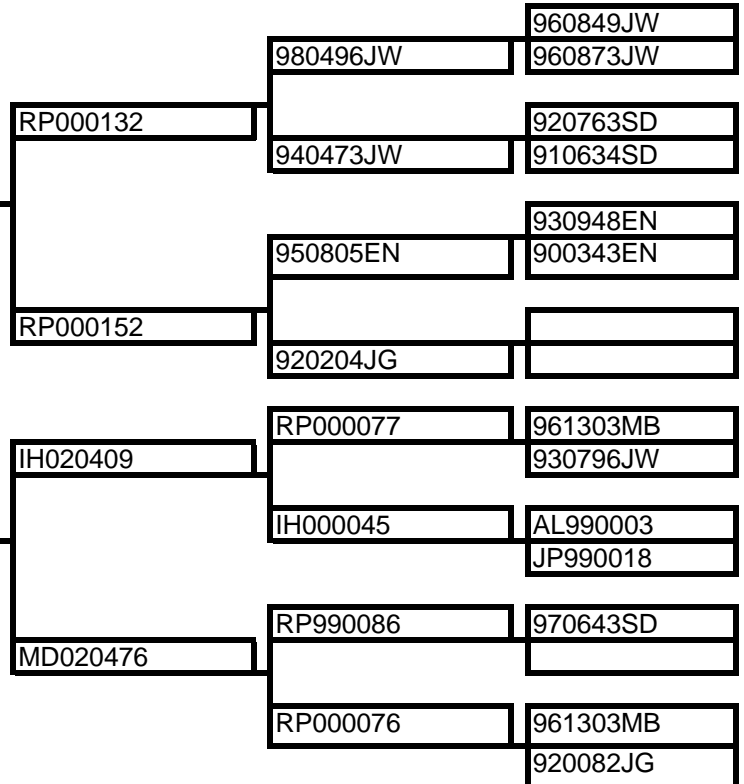 960849JW
980496JW
960873JW
RP000132
920763SD
940473JW
910634SD
930948EN
950805EN
900343EN
RP000152
920204JG
RP000077
961303MB
IH020409
930796JW
IH000045
AL990003
JP990018
RP990086
970643SD
MD020476
RP000076
961303MB
920082JG